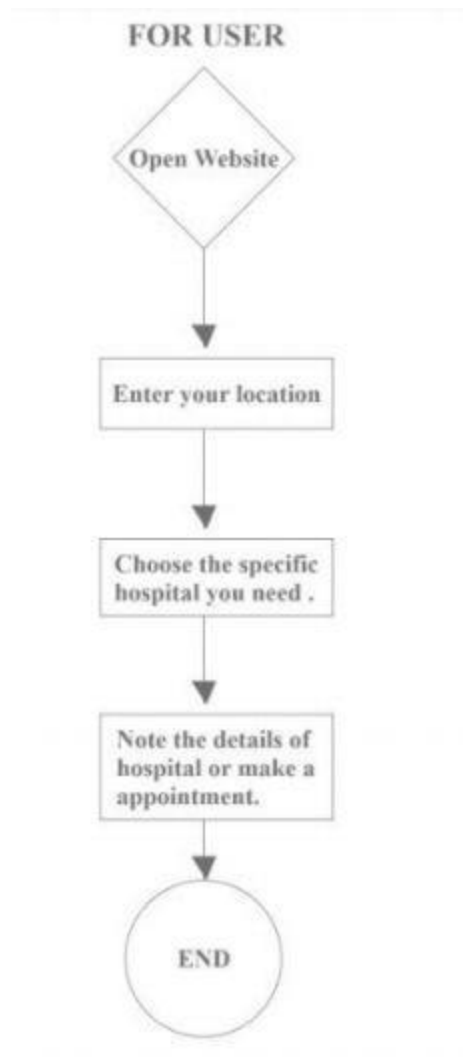 FOR USER
Open Website
Enter your location
Choose the specific
hospital you need .
Note the details of
hospital or make a
appointment.
END